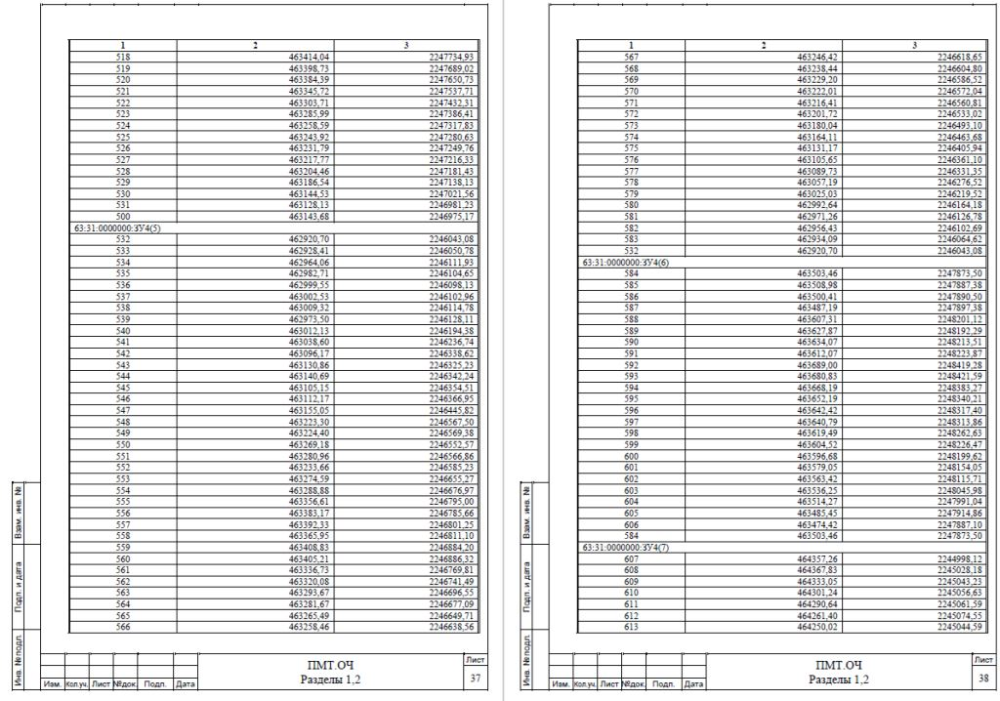 1 2 3
518 463414,04 2247734,93
519 463398,73 2247689,02
520 463384,39 2247650,73
521 463345,72 2247537,71
522 463303,71 2247432,31
523 463285,99 2247386,41
524 463258,59 2247317,83
525 463243,92 2247280,63
526 463231,79 2247249,76
527 463217,77 2247216,33
528 463204,46 2247181,43
529 463186,54 2247138,13
530 463144,53 2247021,56
531 463128,13 2246981,23
500 463143,68 2246975,17
63:31:0000000:ЗУ4(5)
532 462920,70 2246043,08
533 462928,41 2246050,78
534 462964,06 2246111,93
535 462982,71 2246104,65
536 462999,55 2246098,13
537 463002,53 2246102,96
538 463009,32 2246114,78
539 462973,50 2246128,11
540 463012,13 2246194,38
541 463038,60 2246236,74
542 463096,17 2246338,62
543 463130,86 2246325,23
544 463140,69 2246342,24
545 463105,15 2246354,51
546 463112,17 2246366,95
547 463155,05 2246445,82
548 463223,30 2246567,50
549 463224,40 2246569,38
550 463269,18 2246552,57
551 463280,96 2246566,86
552 463233,66 2246585,23
553 463274,59 2246655,27
554 463288,88 2246676,97
555 463356,61 2246795,00
556 463383,17 2246785,66
557 463392,33 2246801,25
558 463365,95 2246811,10
559 463408,83 2246884,20
560 463405,21 2246886,32
561 463336,73 2246769,81
562 463320,08 2246741,49
563 463293,67 2246696,55
564 463281,67 2246677,09
565 463265,49 2246649,71
566 463258,46 2246638,56
Взам. инв. №
Подп. и дата
Инв. № подл.
Изм. Кол.уч. Лист №док. Подп. Дата
ПМТ.ОЧ
Разделы 1,2
Лист
37
1 2 3
567 463246,42 2246618,65
568 463238,44 2246604,80
569 463229,20 2246586,52
570 463222,01 2246572,04
571 463216,41 2246560,81
572 463201,72 2246533,02
573 463180,04 2246493,10
574 463164,11 2246463,68
575 463131,17 2246405,94
576 463105,65 2246361,10
577 463089,73 2246331,35
578 463057,19 2246276,52
579 463025,03 2246219,52
580 462992,64 2246164,18
581 462971,26 2246126,78
582 462956,43 2246102,69
583 462934,09 2246064,62
532 462920,70 2246043,08
63:31:0000000:ЗУ4(6)
584 463503,46 2247873,50
585 463508,98 2247887,38
586 463500,41 2247890,50
587 463487,19 2247897,38
588 463607,31 2248201,12
589 463627,87 2248192,29
590 463634,07 2248213,51
591 463612,07 2248223,87
592 463689,00 2248419,28
593 463680,83 2248421,59
594 463668,19 2248383,27
595 463652,19 2248340,21
596 463642,42 2248317,40
597 463640,79 2248313,86
598 463619,49 2248262,63
599 463604,52 2248226,47
600 463596,68 2248199,62
601 463579,05 2248154,05
602 463563,42 2248115,71
603 463536,25 2248045,98
604 463514,27 2247991,04
605 463485,45 2247914,86
606 463474,42 2247887,10
584 463503,46 2247873,50
63:31:0000000:ЗУ4(7)
607 464357,26 2244998,12
608 464367,83 2245028,18
609 464333,05 2245043,23
610 464301,24 2245056,63
611 464290,64 2245061,59
612 464261,40 2245074,55
613 464250,02 2245044,59
Взам. инв. №
Подп. и дата
Инв. № подл.
Изм. Кол.уч. Лист №док. Подп. Дата
ПМТ.ОЧ
Разделы 1,2
Лист
38